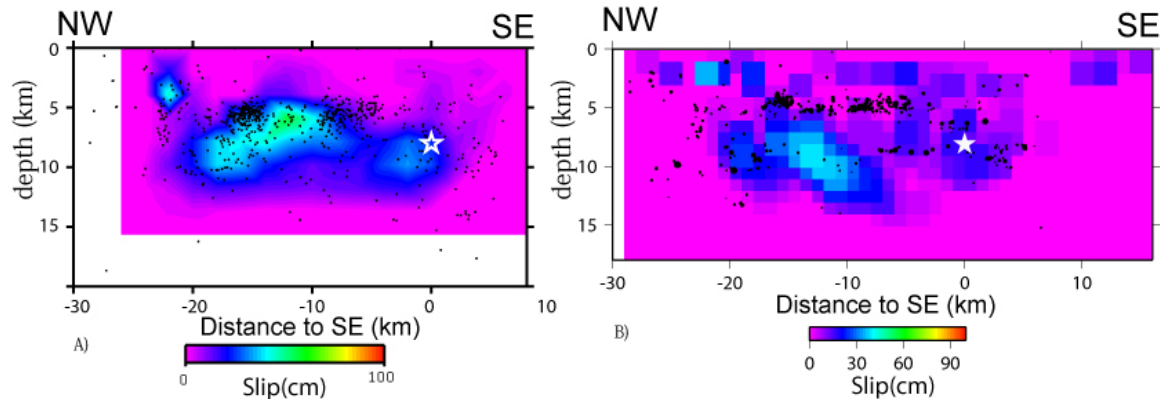 NW SE
0
5
10
15
depth (km)
-30 -20 -10 0 10
Distance to SE (km)
A)
0 100
Slip(cm)
NW SE
0
5
10
15
depth (km)
-30 -20 -10 0 10
Distance to SE (km)
B)
0 30 60 90
Slip(cm)